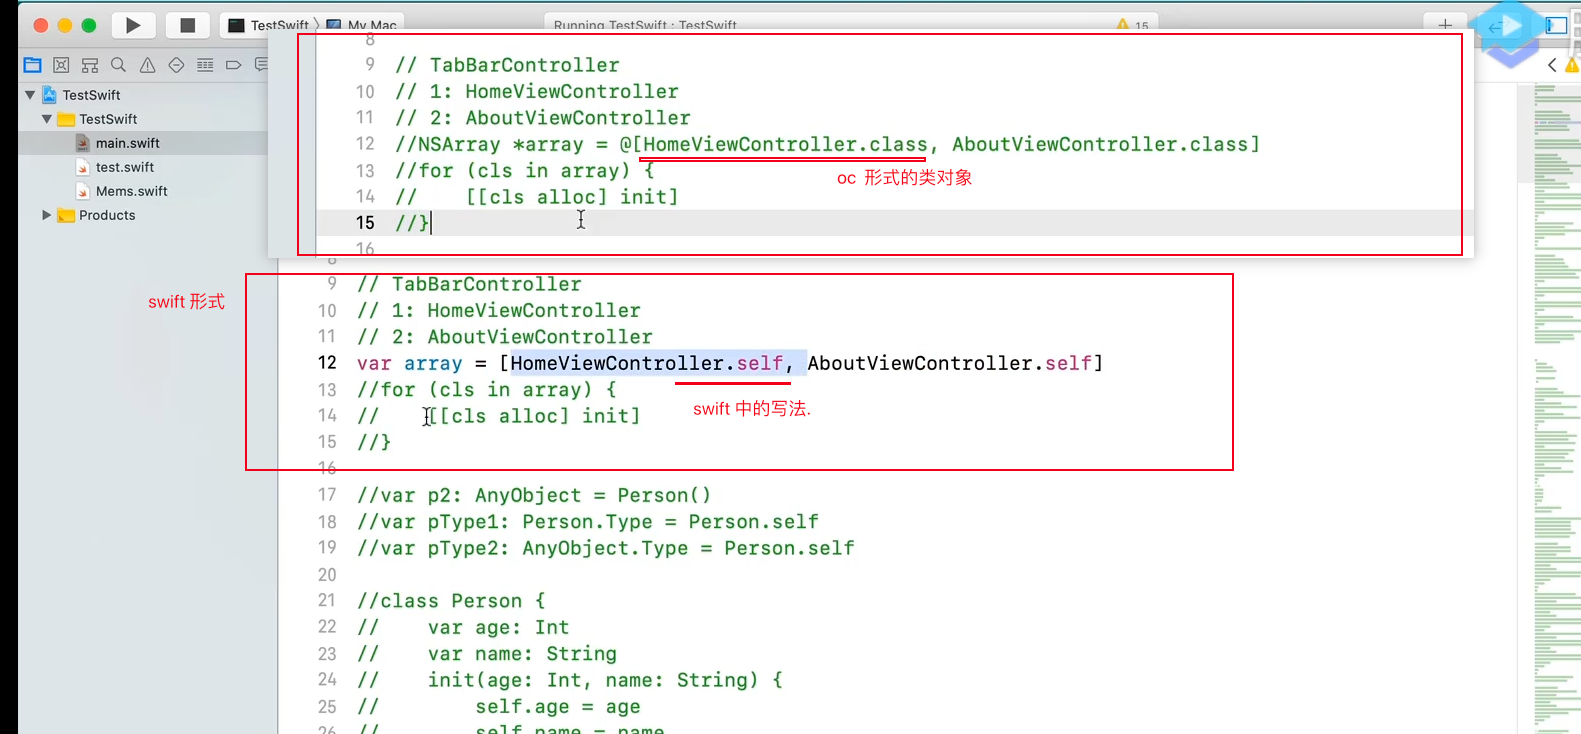 TestSwift
My Mac
Running TestSwift : TestSwift
15
TestSwift
TestSwift
main.swift
test.swift
Mems.swift
Products
8
9 // TabBarController
10 // 1: HomeViewController
11 // 2: AboutViewController
12 //NSArray *array = @[HomeViewController.class, AboutViewController.class]
13 //for (cls in array) {
oc 形式的类对象
14 //    [[cls alloc] init]
15 //}
16
swift 形式
8
9 // TabBarController
10 // 1: HomeViewController
11 // 2: AboutViewController
12 var array = [HomeViewController.self, AboutViewController.self]
13 //for (cls in array) {
swift 中的写法.
14 //    [[cls alloc] init]
15 //}
16
17 //var p2: AnyObject = Person()
18 //var pType1: Person.Type = Person.self
19 //var pType2: AnyObject.Type = Person.self
20
21 //class Person {
22 //    var age: Int
23 //    var name: String
24 //    init(age: Int, name: String) {
25 //        self.age = age
26 //        self.name = name